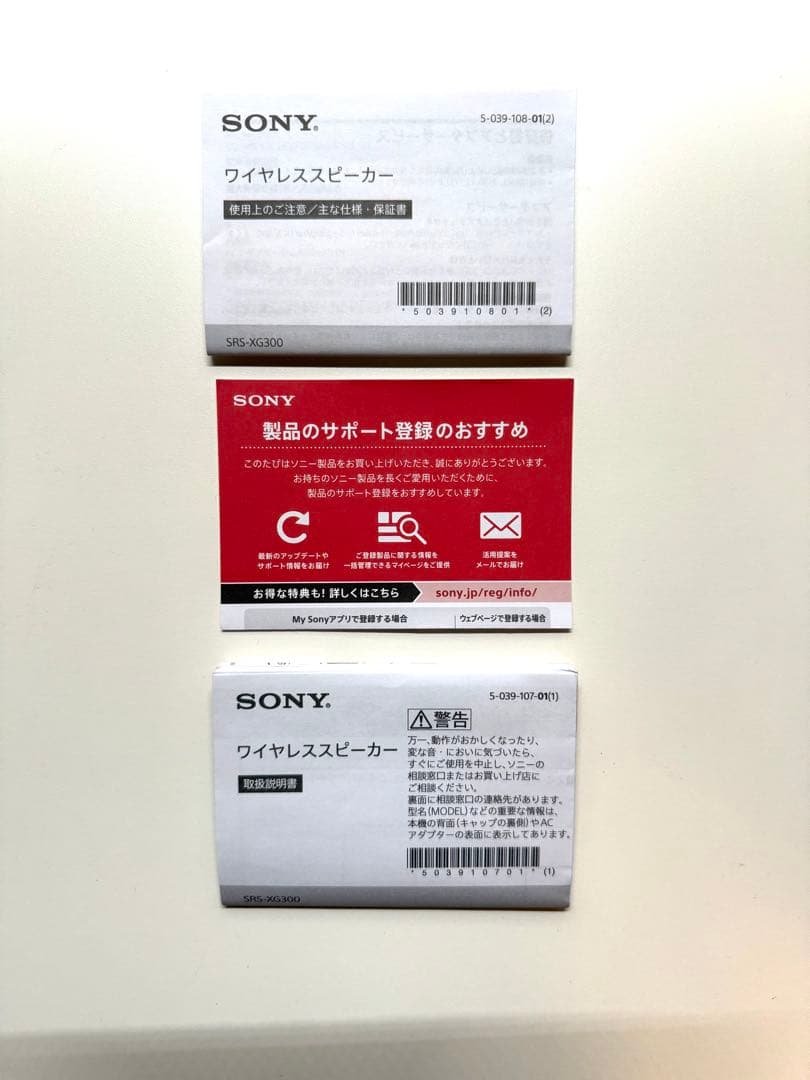 SONY®
5-039-108-01(2)
ワイヤレススピーカー
使用上のご注意／主な仕様・保証書
*503910801* (2)
SRS-XG300
SONY
製品のサポート登録のおすすめ
このたびはソニー製品をお買い上げいただき、誠にありがとうございます。
お持ちのソニー製品を長くご愛用いただくために、
製品のサポート登録をおすすめしています。
最新のアップデートや
サポート情報をお届け
ご登録製品に関する情報を
一括管理できるマイページをご提供
活用提案を
メールでお届け
お得な特典も! 詳しくはこちら
sony.jp/reg/info/
My Sonyアプリで登録する場合
ウェブページで登録する場合
SONY®
5-039-107-01(1)
ワイヤレススピーカー
取扱説明書
警告
万一、動作がおかしくなったり、
変な音・においに気づいたら、
すぐにご使用を中止し、ソニーの
相談窓口またはお買い上げ店に
ご相談ください。
裏面に相談窓口の連絡先があります。
型名（MODEL）などの重要な情報は、
本機の背面（キャップの裏側）やAC
アダプターの表面に表示してあります。
*503910701* (1)
SRS-XG300